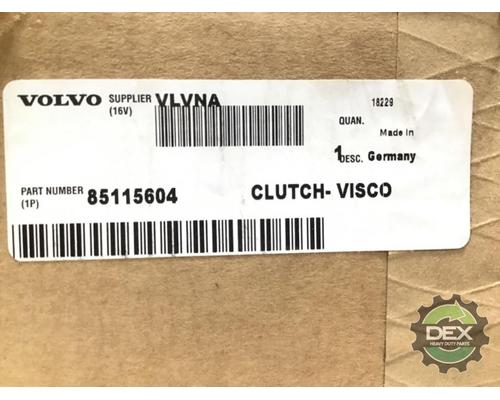 VOLVO SUPPLIER VLVNA
(16V)
18229
QUAN.
Made in
1 DESC. Germany
PART NUMBER 85115604 CLUTCH- VISCO
(1P)
DEX
HEAVY DUTY PARTS